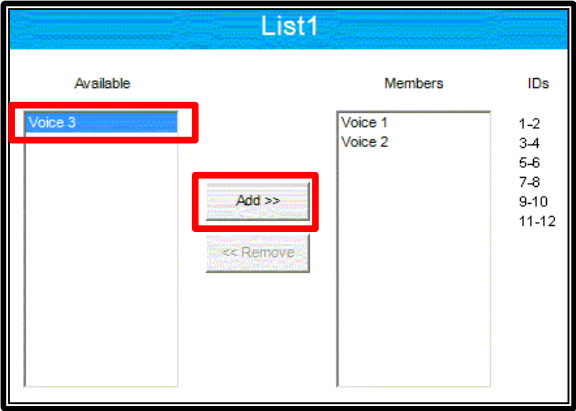 List1
Available
Members
IDs
Voice 3
Voice 1
Voice 2
1-2
3-4
5-6
7-8
9-10
11-12
Add >>
<< Remove